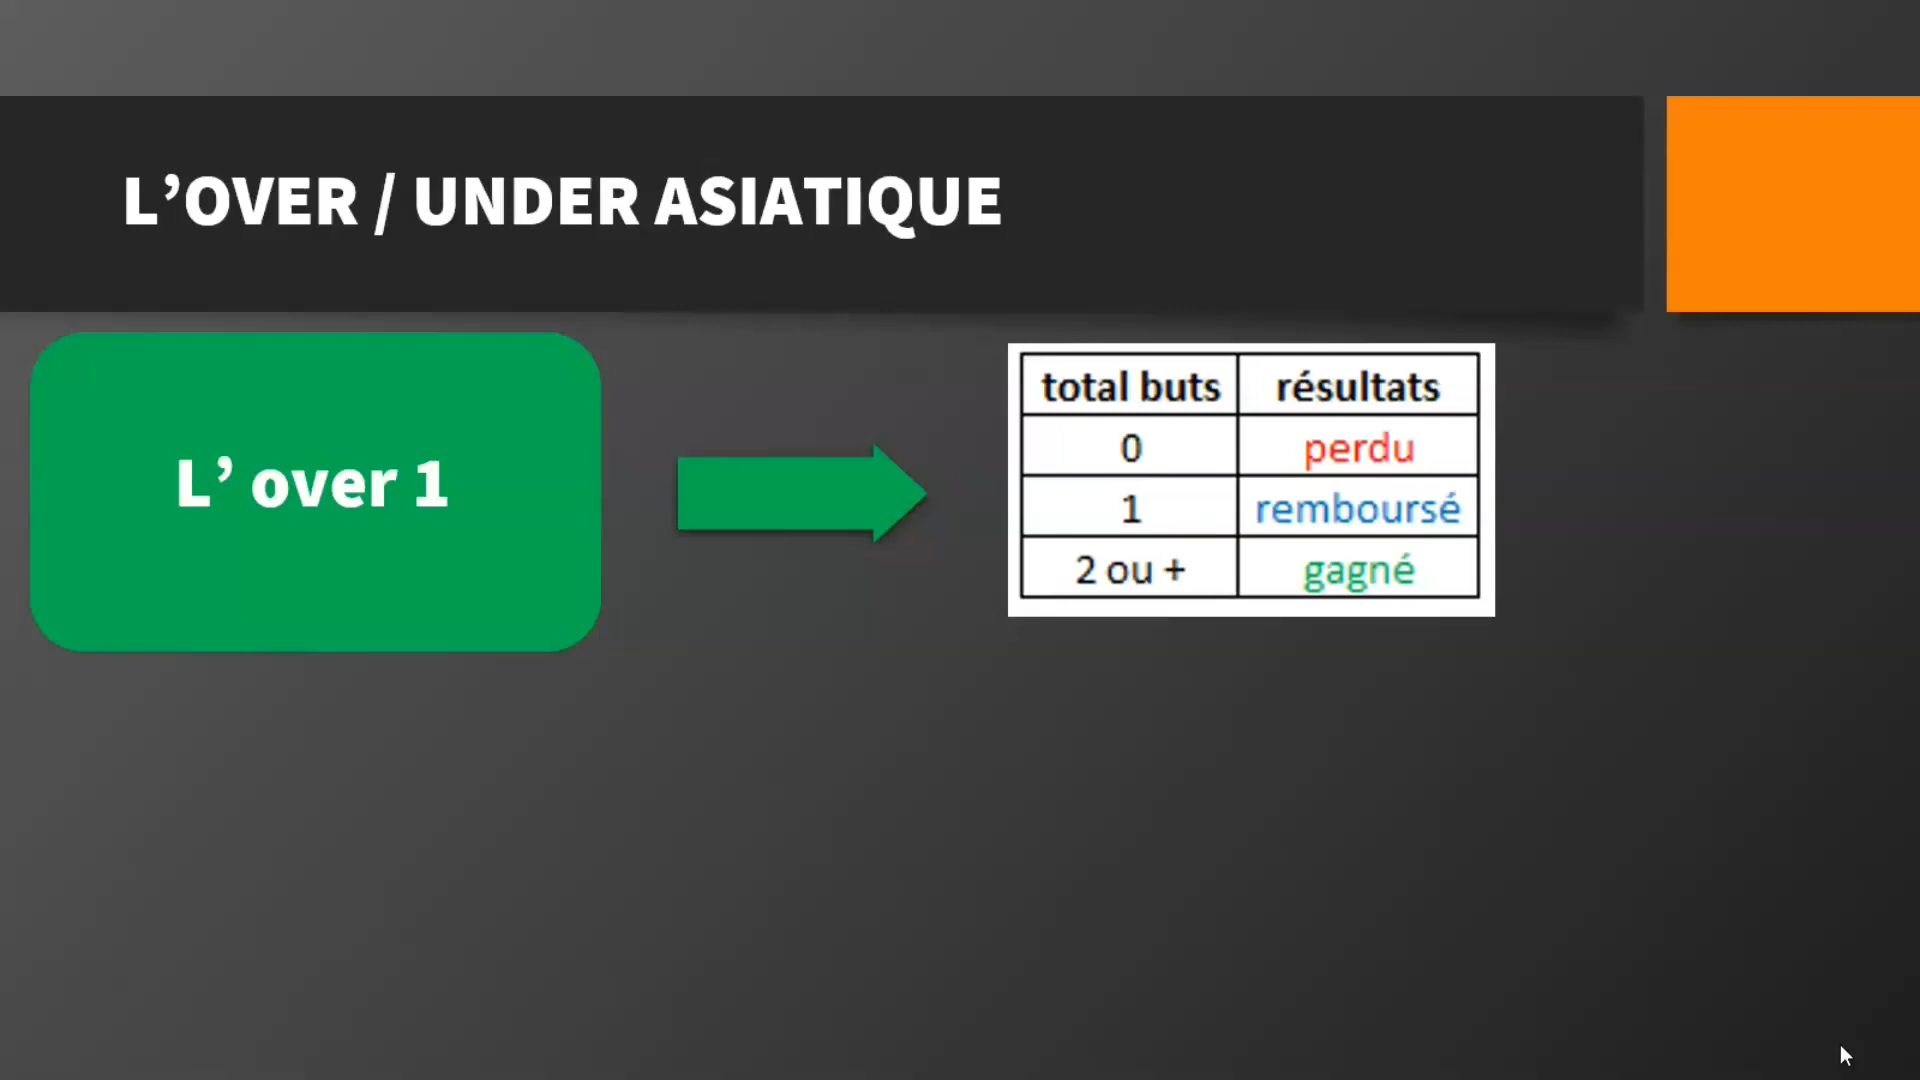 L’OVER / UNDER ASIATIQUE
L’ over 1
total buts résultats
0 perdu
1 remboursé
2 ou + gagné